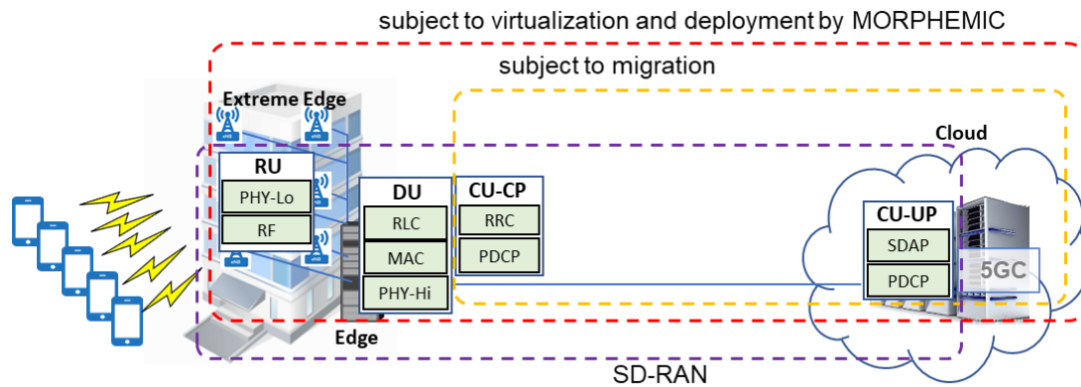 subject to virtualization and deployment by MORPHEMIC
subject to migration
Extreme Edge
Cloud
RU
PHY-Lo
RF
DU
RLC
MAC
PHY-Hi
CU-CP
RRC
PDCP
CU-UP
SDAP
PDCP
5GC
Edge
SD-RAN